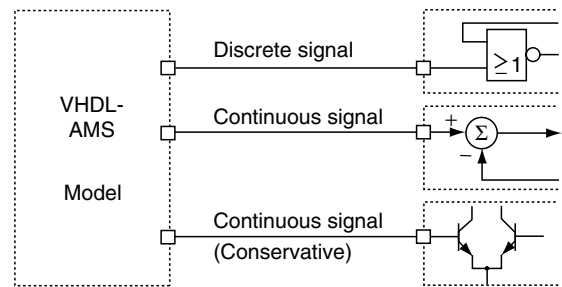 Discrete signal
≥1
VHDL-
AMS
Model
Continuous signal
+
Σ
−
Continuous signal
(Conservative)